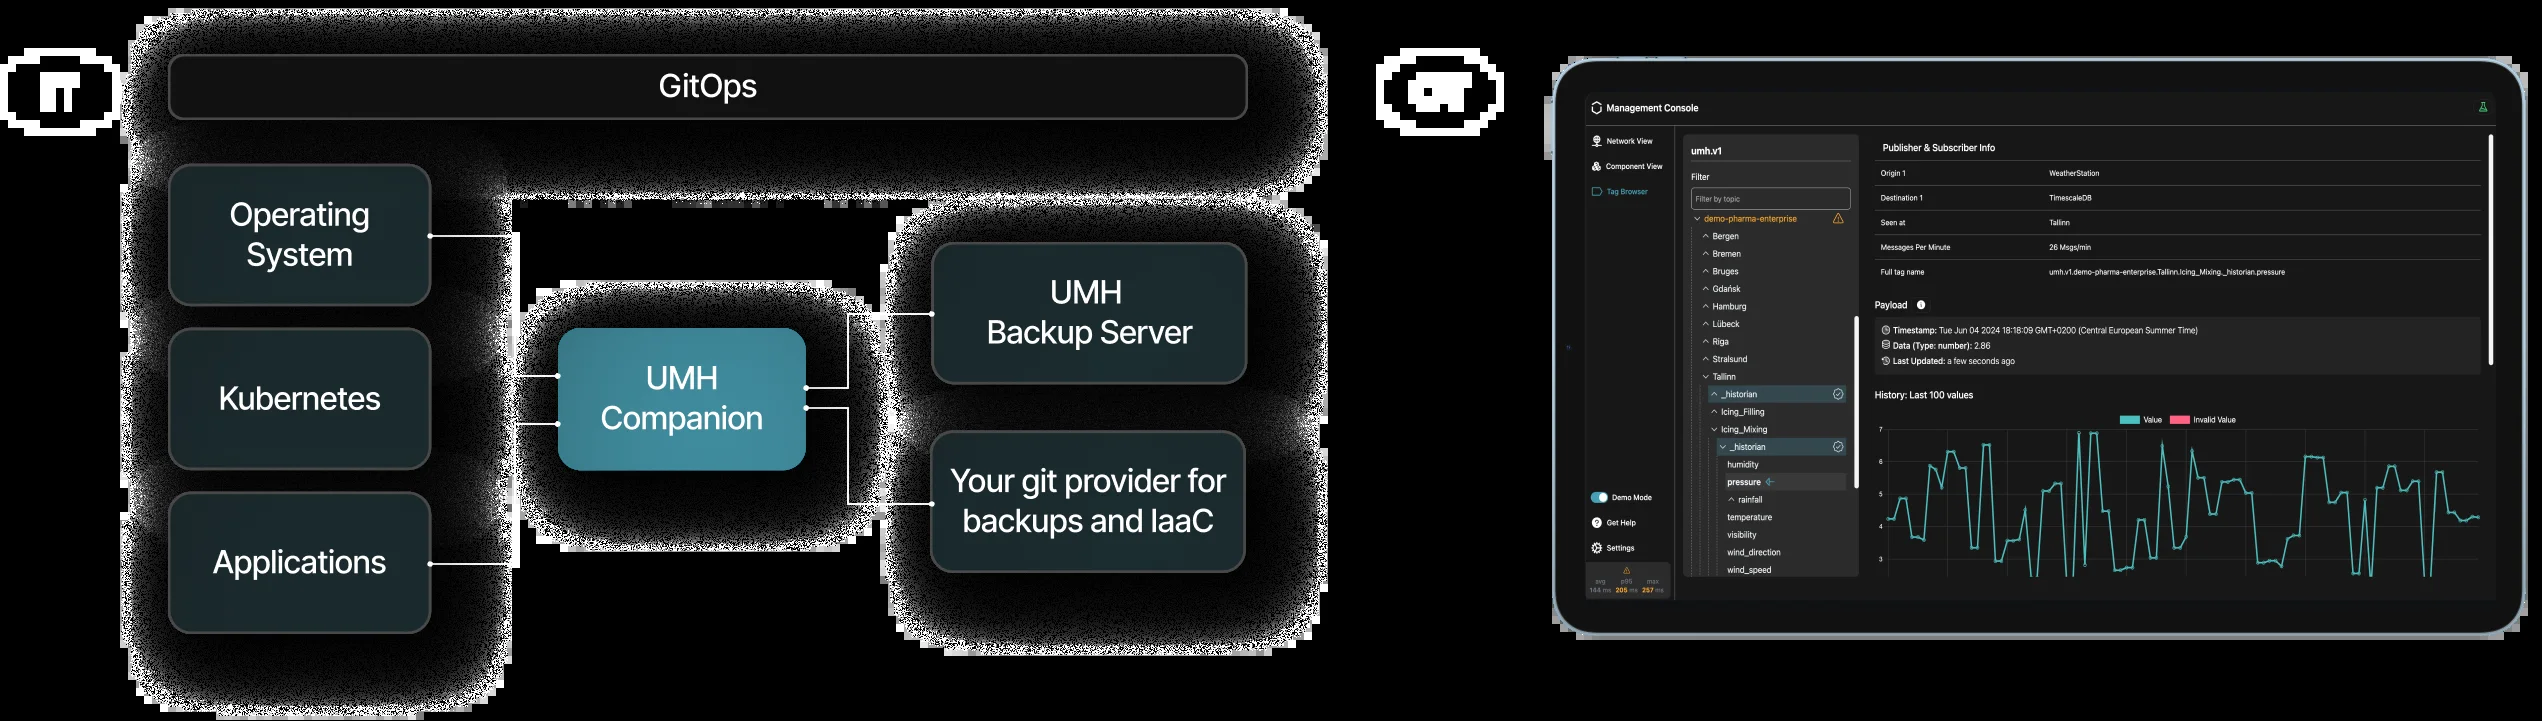 IT
GitOps
Operating
System
Kubernetes
Applications
UMH
Companion
UMH
Backup Server
Your git provider for
backups and IaaC
OT
Management Console
Network View
Component View
Tag Browser
Demo Mode
Get Help
Settings
avg p95 max
144 ms 205 ms 257 ms
umh.v1
Filter
Filter by topic
demo-pharma-enterprise
Bergen
Bremen
Bruges
Gdańsk
Hamburg
Lübeck
Riga
Stralsund
Tallinn
_historian
Icing_Filling
Icing_Mixing
_historian
humidity
pressure
rainfall
temperature
visibility
wind_direction
wind_speed
Publisher & Subscriber Info
Origin 1 WeatherStation
Destination 1 TimescaleDB
Seen at Tallinn
Messages Per Minute 26 Msgs/min
Full tag name umh.v1.demo-pharma-enterprise.Tallinn.Icing_Mixing._historian.pressure
Payload
Timestamp: Tue Jun 04 2024 18:18:09 GMT+0200 (Central European Summer Time)
Data (Type: number): 2.86
Last Updated: a few seconds ago
History: Last 100 values
Value Invalid Value
7
6
5
4
3